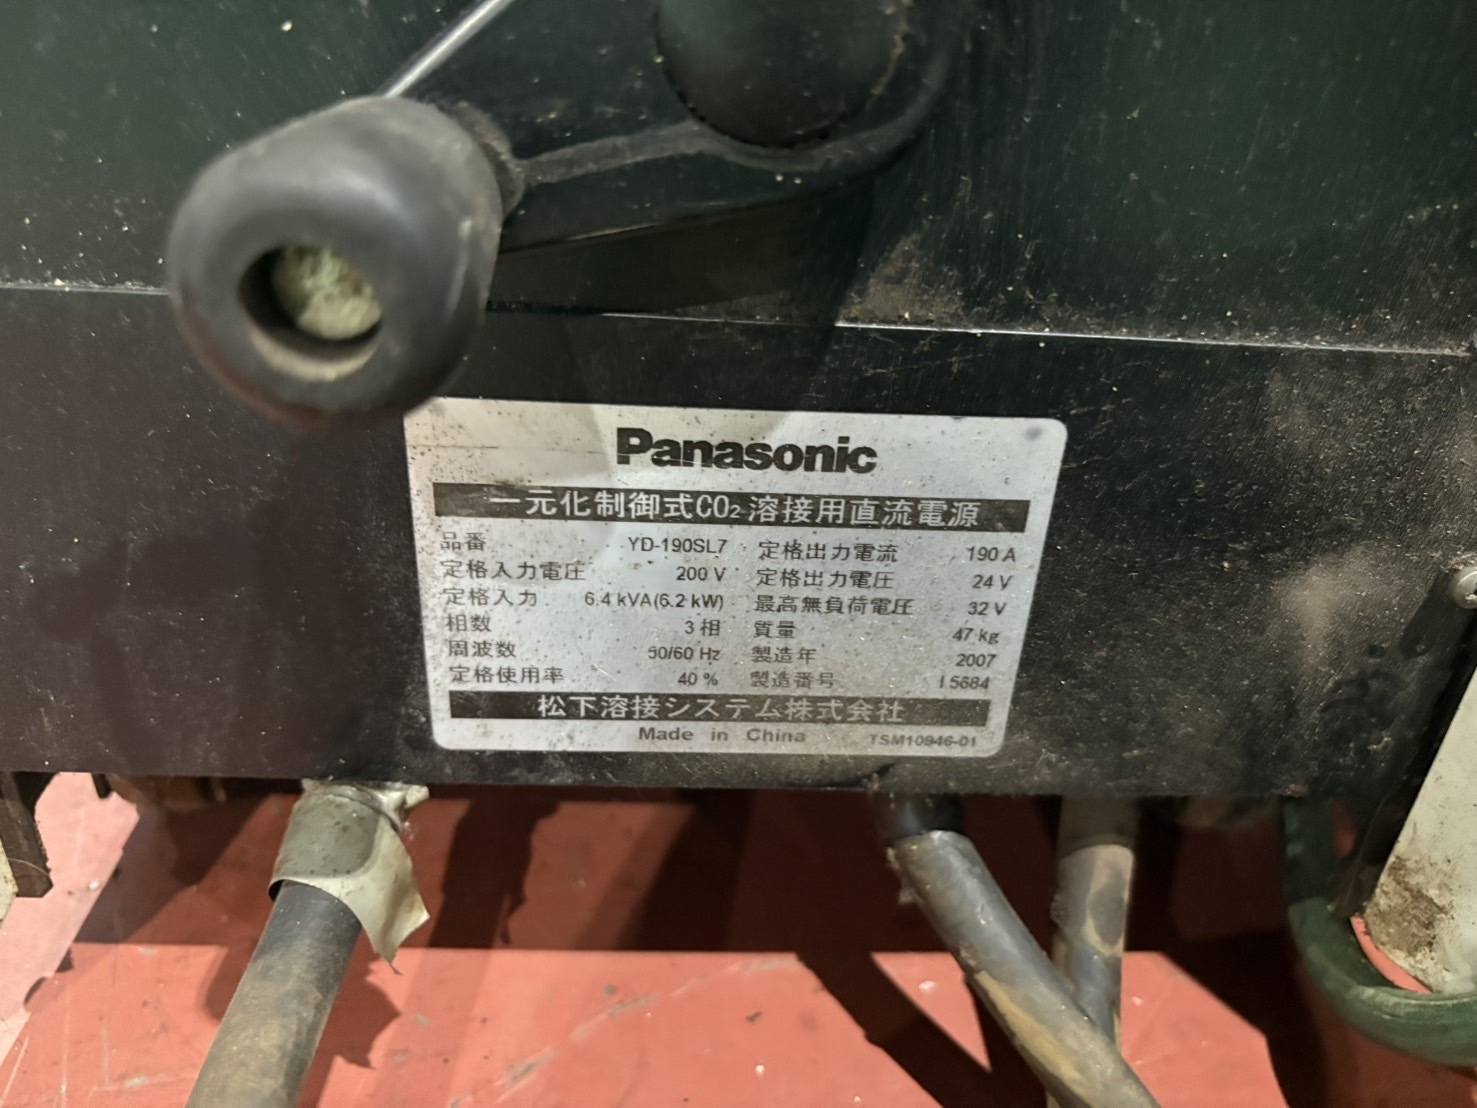 Panasonic
一元化制御式CO₂溶接用直流電源
品番 YD-190SL7 定格出力電流 190 A
定格入力電圧 200 V 定格出力電圧 24 V
定格入力 6.4 kVA(6.2 kW) 最高無負荷電圧 32 V
相数 3 相 質量 47 kg
周波数 50/60 Hz 製造年 2007
定格使用率 40 % 製造番号 15684
松下溶接システム株式会社
Made in China TSM10946-01